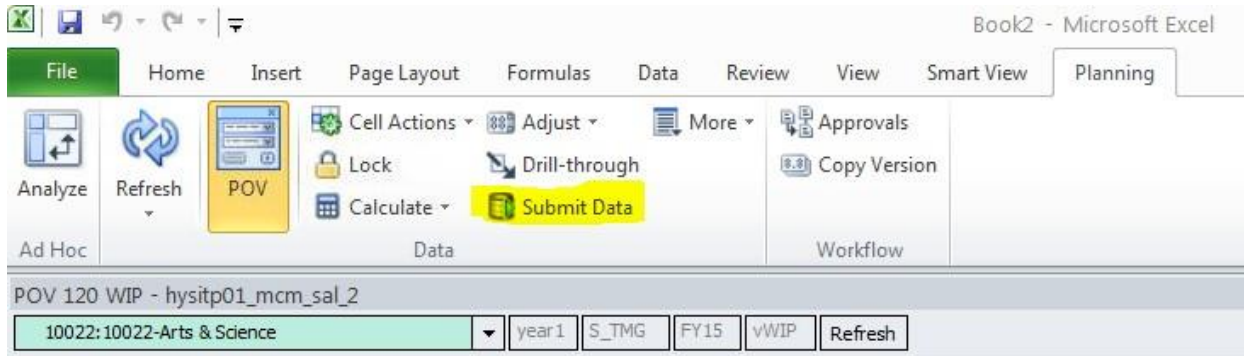 Book2 - Microsoft Excel
File Home Insert Page Layout Formulas Data Review View Smart View Planning
Cell Actions Adjust More Approvals
Lock Drill-through Copy Version
Analyze Refresh POV Calculate Submit Data
Ad Hoc Data Workflow
POV 120 WIP - hysitp01_mcm_sal_2
10022:10022-Arts & Science year1 S_TMG FY15 vWIP Refresh